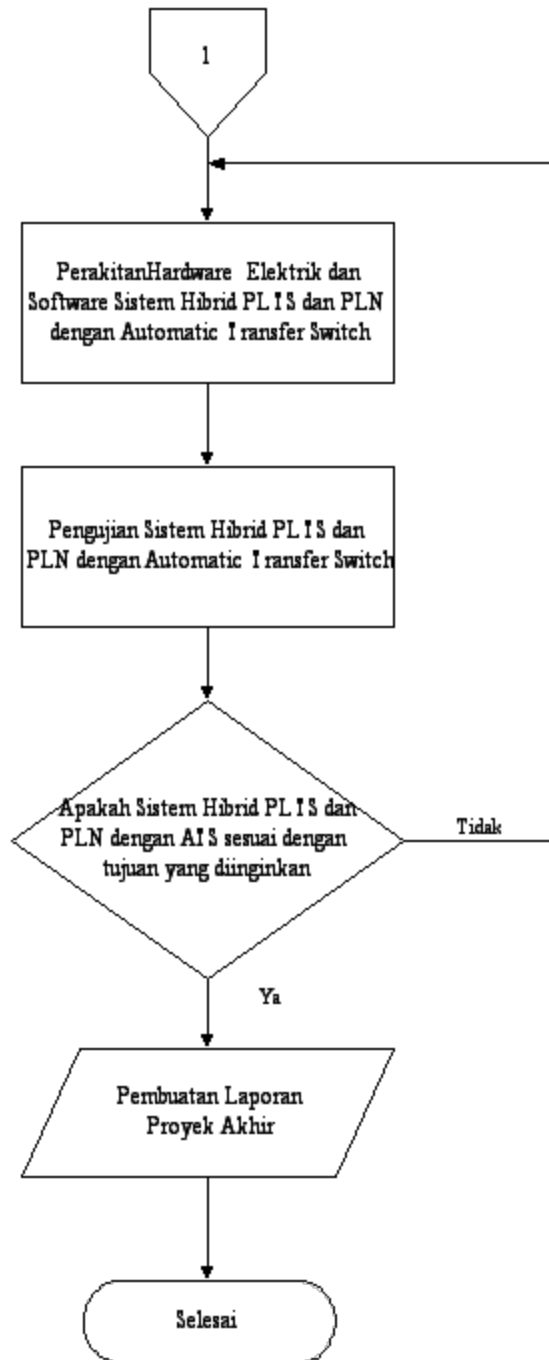 1
PerakitanHardware Elektrik dan
Software Sistem Hibrid PLTS dan PLN
dengan Automatic Transfer Switch
Pengujian Sistem Hibrid PLTS dan
PLN dengan Automatic Transfer Switch
Apakah Sistem Hibrid PLTS dan
PLN dengan ATS sesuai dengan
tujuan yang diinginkan
Tidak
Ya
Pembuatan Laporan
Proyek Akhir
Selesai